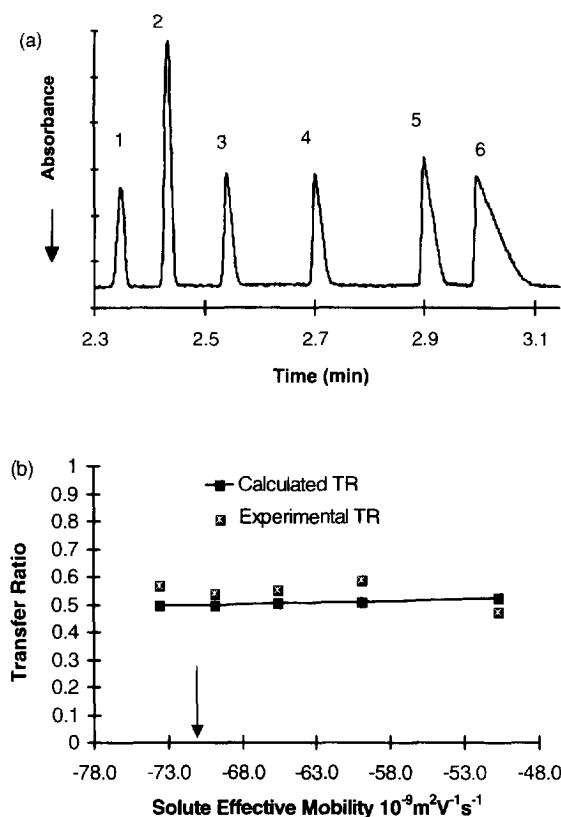 (a)
Absorbance
1
2
3
4
5
6
2.3 2.5 2.7 2.9 3.1
Time (min)
(b)
Transfer Ratio
1
0.9
0.8
0.7
0.6
0.5
0.4
0.3
0.2
0.1
0
Calculated TR
Experimental TR
-78.0 -73.0 -68.0 -63.0 -58.0 -53.0 -48.0
Solute Effective Mobility 10⁻⁹m²V⁻¹s⁻¹